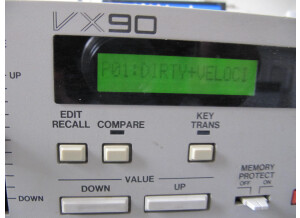 VX90
P01:DIRTY+VELOCI
UP
EDIT RECALL
COMPARE
KEY TRANS
MEMORY PROTECT
OFF ON
VALUE
DOWN
UP
DOWN